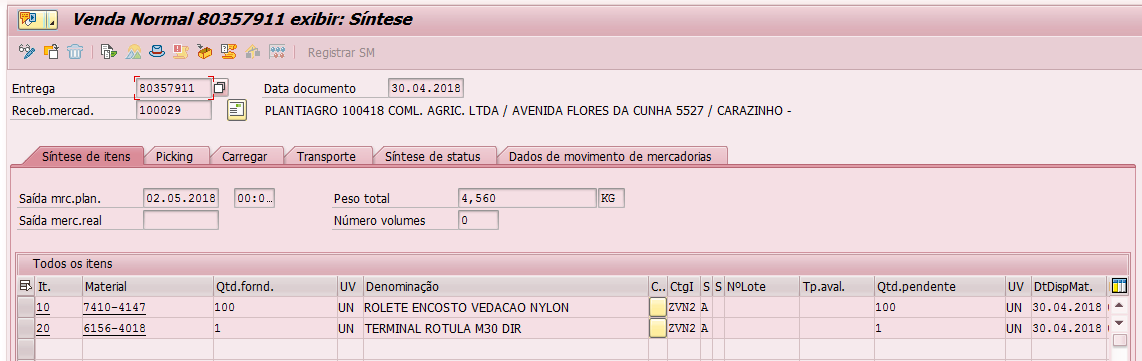 Venda Normal 80357911 exibir: Síntese
Registrar SM
Entrega 80357911 Data documento 30.04.2018
Receb.mercad. 100029 PLANTIAGRO 100418 COML. AGRIC. LTDA / AVENIDA FLORES DA CUNHA 5527 / CARAZINHO -
Síntese de itens Picking Carregar Transporte Síntese de status Dados de movimento de mercadorias
Saída mrc.plan. 02.05.2018 00:0… Peso total 4,560 KG
Saída merc.real Número volumes 0
Todos os itens
It. Material Qtd.fornd. UV Denominação C.. CtgI S S NºLote Tp.aval. Qtd.pendente UV DtDispMat.
10 7410-4147 100 UN ROLETE ENCOSTO VEDACAO NYLON ZVN2 A 100 UN 30.04.2018
20 6156-4018 1 UN TERMINAL ROTULA M30 DIR ZVN2 A 1 UN 30.04.2018